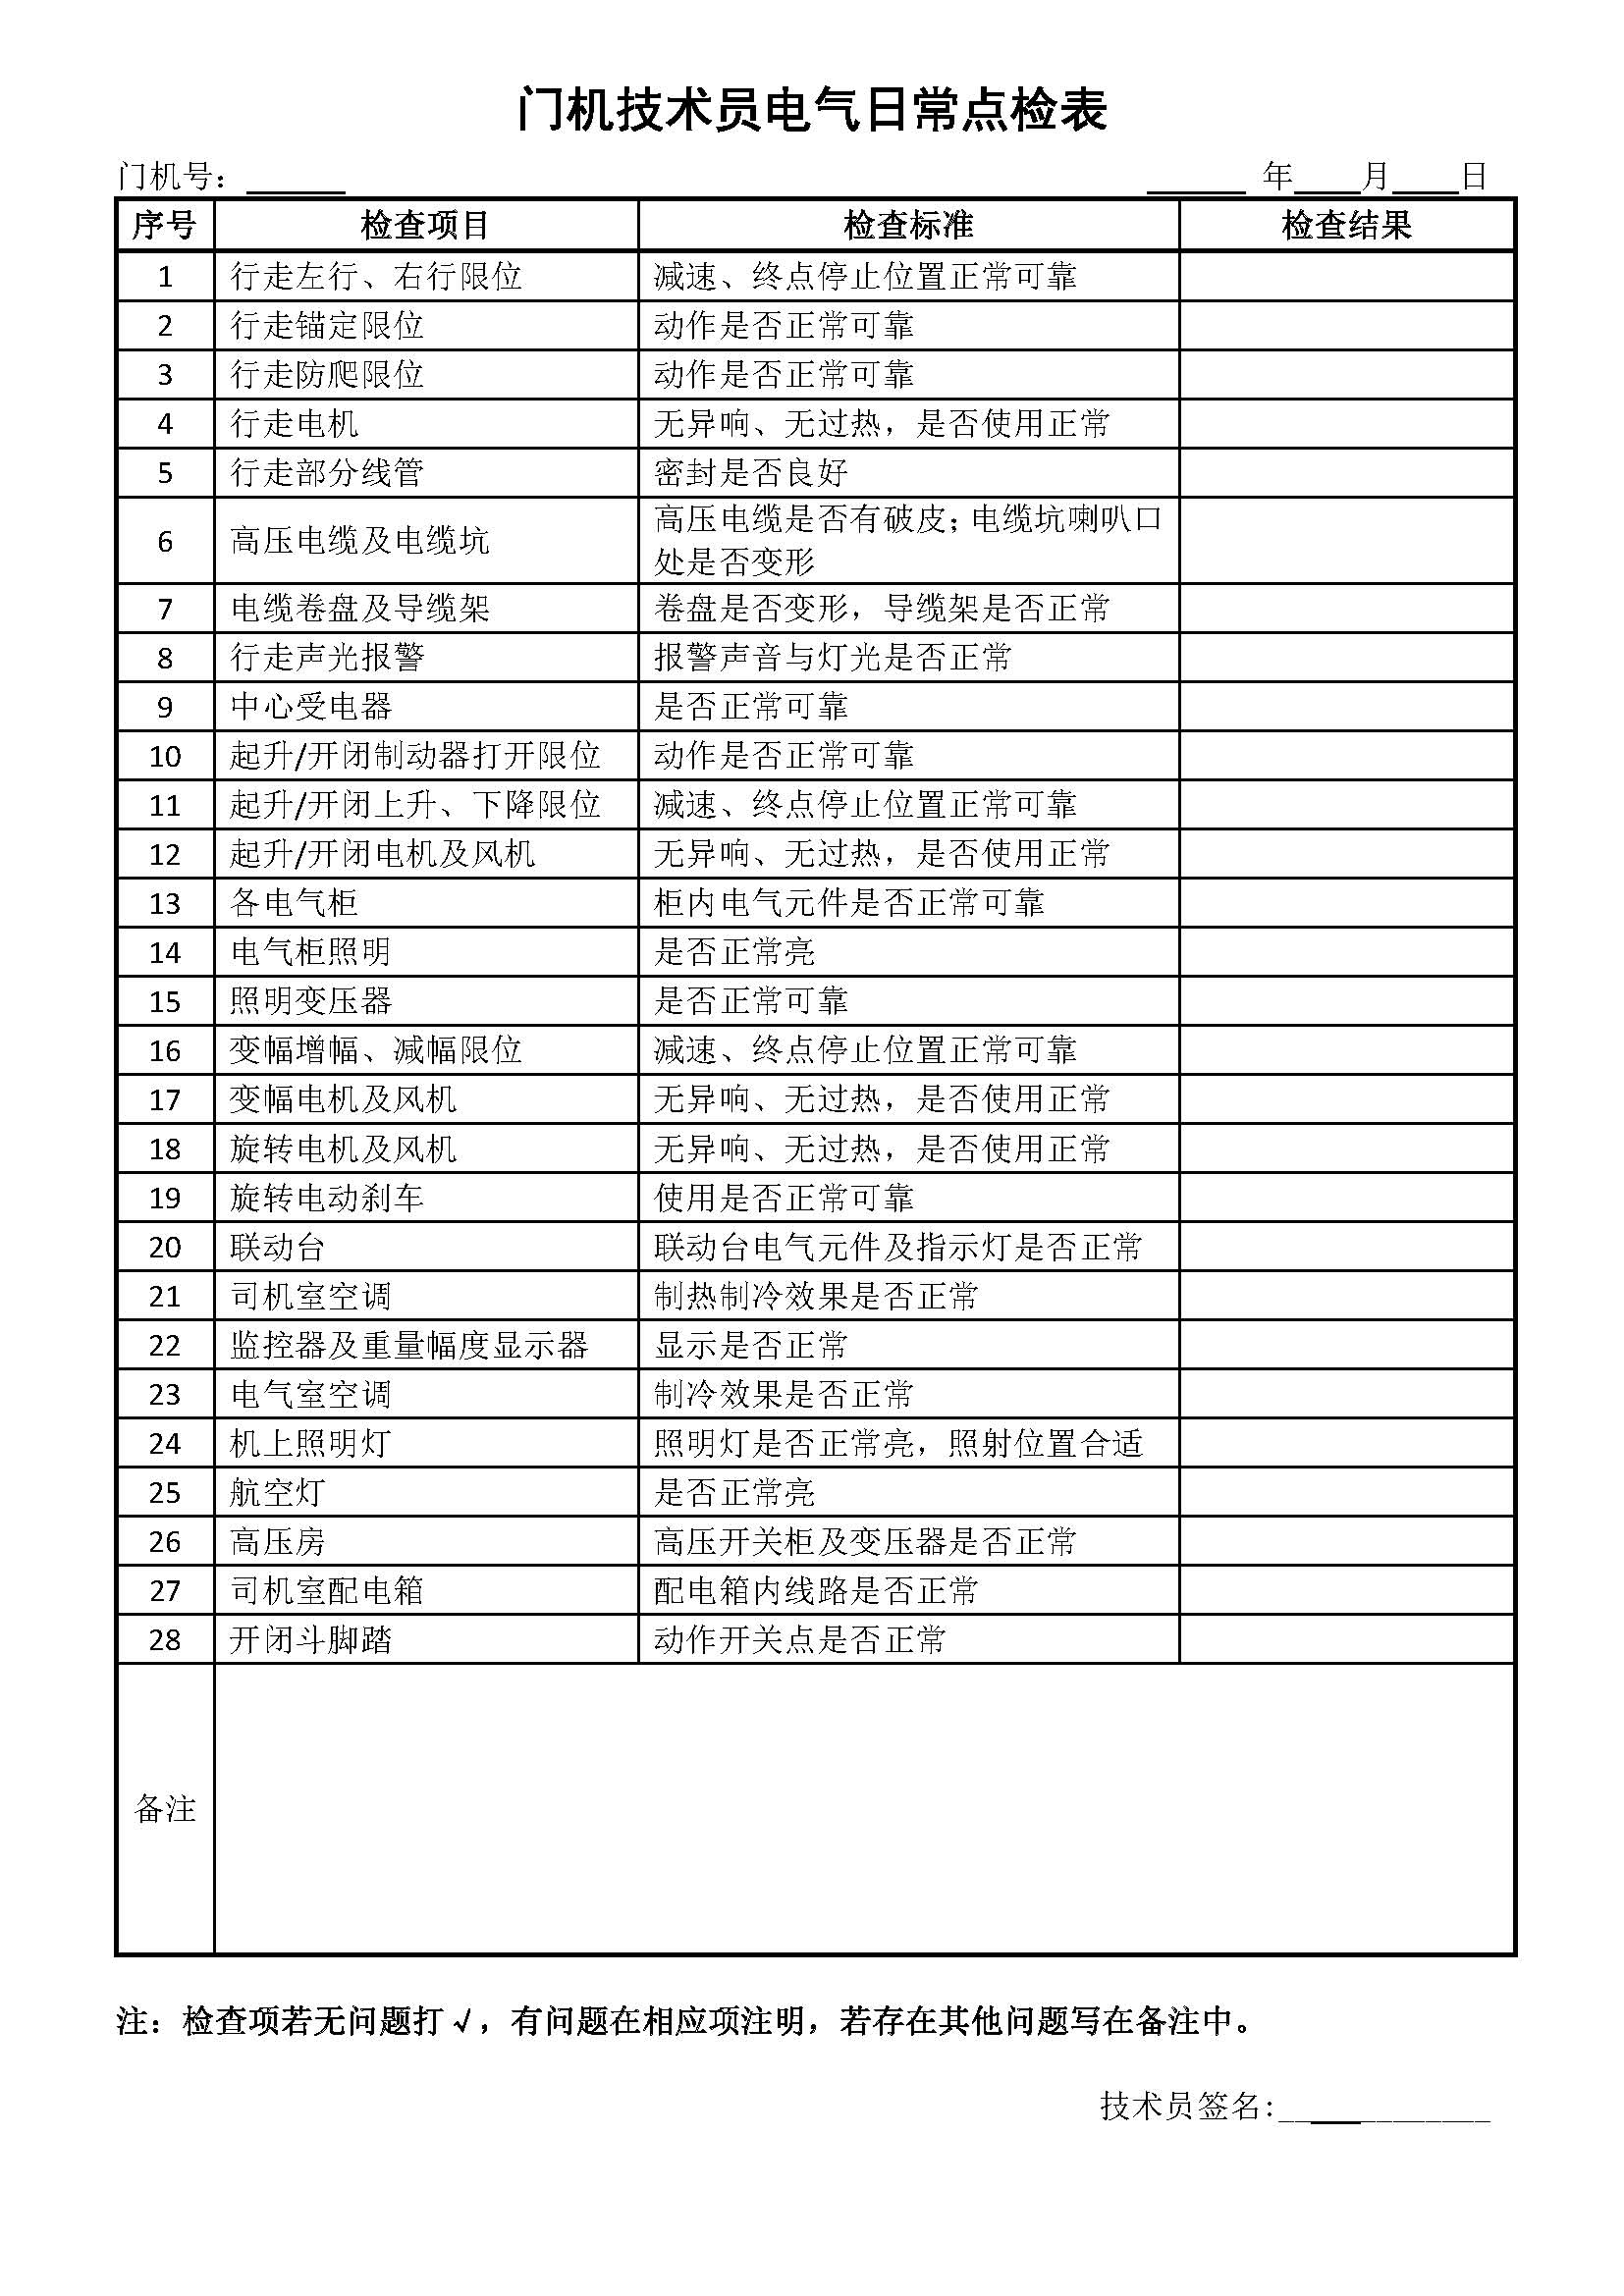 门机技术员电气日常点检表
门机号：______ ______ 年____月____日
序号 检查项目 检查标准 检查结果
1 行走左行、右行限位 减速、终点停止位置正常可靠
2 行走锚定限位 动作是否正常可靠
3 行走防爬限位 动作是否正常可靠
4 行走电机 无异响、无过热，是否使用正常
5 行走部分线管 密封是否良好
6 高压电缆及电缆坑 高压电缆是否有破皮；电缆坑喇叭口
处是否变形
7 电缆卷盘及导缆架 卷盘是否变形，导缆架是否正常
8 行走声光报警 报警声音与灯光是否正常
9 中心受电器 是否正常可靠
10 起升/开闭制动器打开限位 动作是否正常可靠
11 起升/开闭上升、下降限位 减速、终点停止位置正常可靠
12 起升/开闭电机及风机 无异响、无过热，是否使用正常
13 各电气柜 柜内电气元件是否正常可靠
14 电气柜照明 是否正常亮
15 照明变压器 是否正常可靠
16 变幅增幅、减幅限位 减速、终点停止位置正常可靠
17 变幅电机及风机 无异响、无过热，是否使用正常
18 旋转电机及风机 无异响、无过热，是否使用正常
19 旋转电动刹车 使用是否正常可靠
20 联动台 联动台电气元件及指示灯是否正常
21 司机室空调 制热制冷效果是否正常
22 监控器及重量幅度显示器 显示是否正常
23 电气室空调 制冷效果是否正常
24 机上照明灯 照明灯是否正常亮，照射位置合适
25 航空灯 是否正常亮
26 高压房 高压开关柜及变压器是否正常
27 司机室配电箱 配电箱内线路是否正常
28 开闭斗脚踏 动作开关点是否正常
备注
注：检查项若无问题打√，有问题在相应项注明，若存在其他问题写在备注中。
技术员签名:_____________